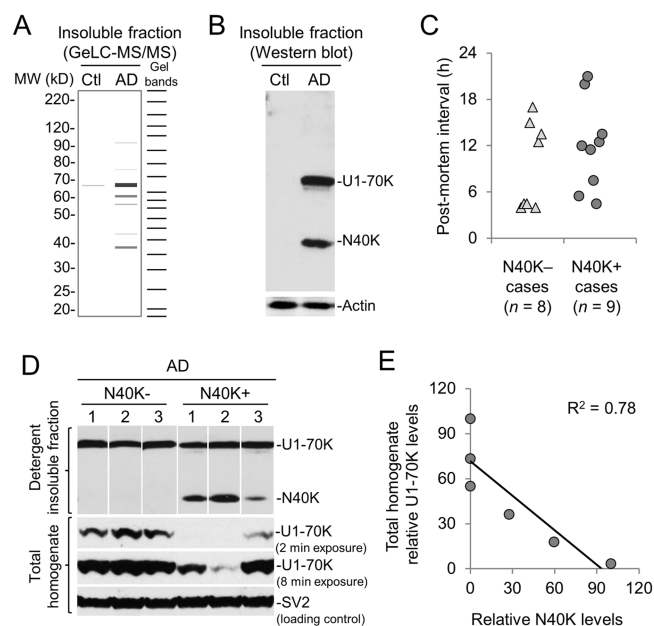 A
Insoluble fraction
(GeLC-MS/MS)
MW (kD) Ctl AD Gel
bands
220-
120-
90-
80-
70-
60-
50-
40-
30-
25-
20-
B
Insoluble fraction
(Western blot)
Ctl AD
-U1-70K
-N40K
-Actin
C
Post-mortem interval (h)
24
18
12
6
0
N40K–
cases
(n = 8)
N40K+
cases
(n = 9)
D
AD
N40K- N40K+
1 2 3 1 2 3
Detergent
insoluble fraction
-U1-70K
-N40K
Total
homogenate
-U1-70K
(2 min exposure)
-U1-70K
(8 min exposure)
-SV2
(loading control)
E
Total homogenate
relative U1-70K levels
120
90
60
30
0
R² = 0.78
0 30 60 90 120
Relative N40K levels